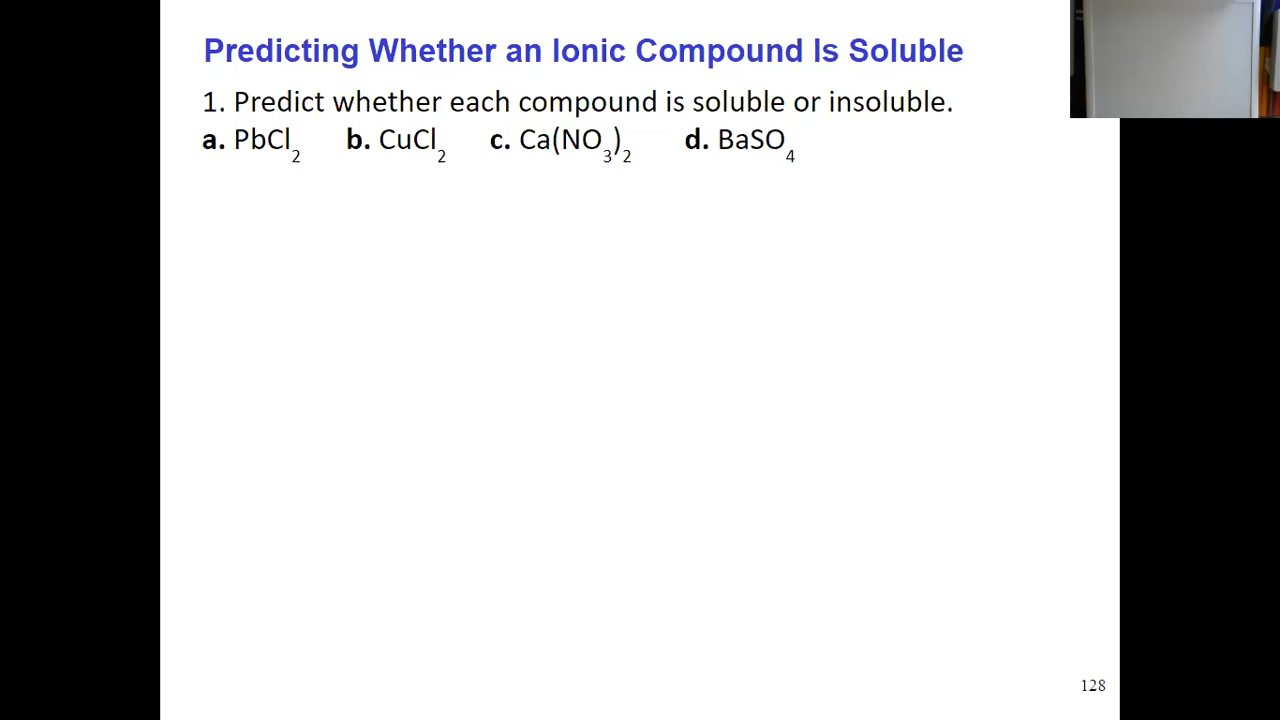 Predicting Whether an Ionic Compound Is Soluble
1. Predict whether each compound is soluble or insoluble.
a. PbCl₂ b. CuCl₂ c. Ca(NO₃)₂ d. BaSO₄
128